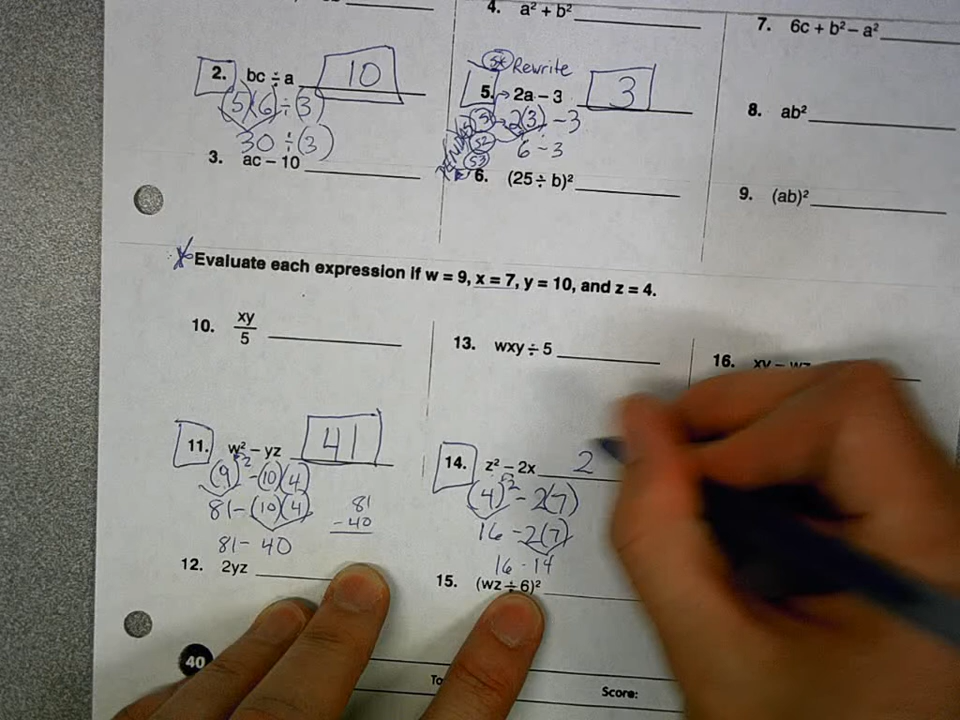 4. a² + b²
7. 6c + b² – a²
2. bc ÷ a 10
(5)(6) ÷ (3)
30 ÷ (3)
3. ac – 10
Rewrite
5. → 2a – 3 3
2(3) – 3
6 – 3
6. (25 ÷ b)²
8. ab²
9. (ab)²
Evaluate each expression if w = 9, x = 7, y = 10, and z = 4.
10. xy
5
13. wxy ÷ 5
16. xy – wz
11. w² – yz 41
(9)² – (10)(4)
81 – (10)(4)
81 – 40
81
– 40
12. 2yz
14. z² – 2x 2
(4)² – 2(7)
16 – 2(7)
16 – 14
15. (wz ÷ 6)²
40
Score: